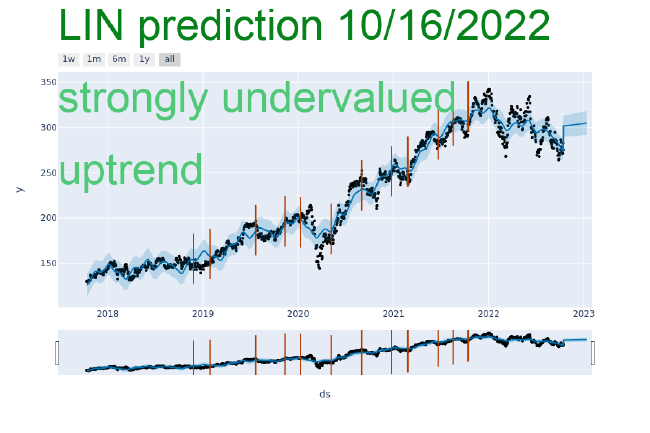 LIN prediction 10/16/2022
1w 1m 6m 1y all
350
strongly undervalued
300
250
uptrend
y
200
150
2018 2019 2020 2021 2022 2023
ds